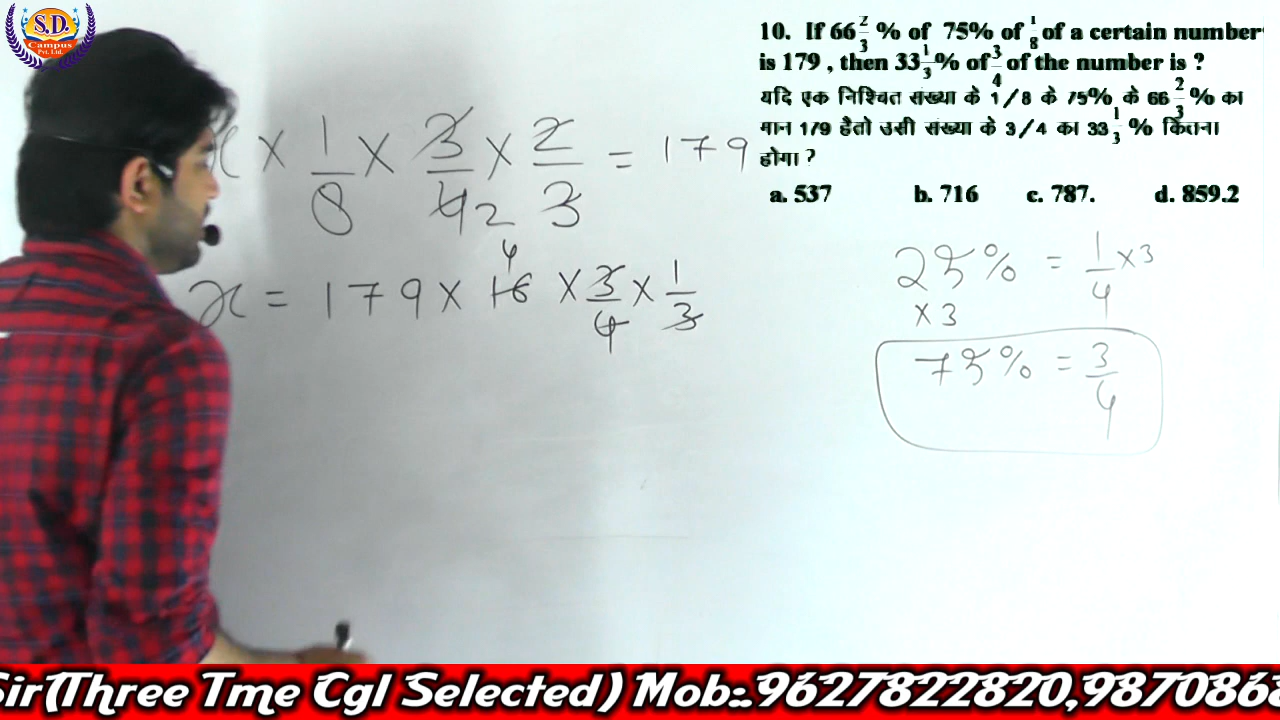 S.D.
Campus
Pvt. Ltd.
10. If 66 2/3 % of 75% of 1/8 of a certain number
is 179 , then 33 1/3 % of 3/4 of the number is ?
यदि एक निश्चित संख्या के 1/8 के 75% के 66 2/3 % का
मान 179 हैतो उसी संख्या के 3/4 का 33 1/3 % कितना
होगा ?
a. 537 b. 716 c. 787. d. 859.2
x × 1/8 × 3/4 × 2/3 = 179
2
4
x = 179 × 16 × 3/4 × 1/3
25% = 1/4 × 3
× 3
75% = 3/4
Sir(Three Tme Cgl Selected) Mob:.9627822820,9870868